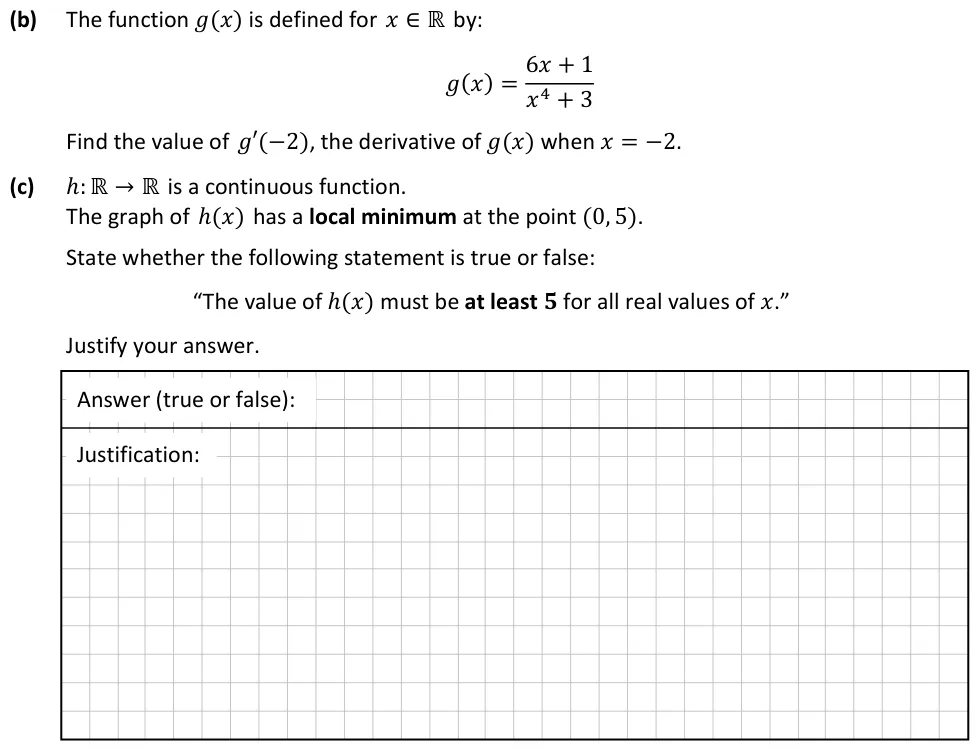 (b) The function g(x) is defined for x ∈ ℝ by:
g(x) = \frac{6x + 1}{x^4 + 3}
Find the value of g′(−2), the derivative of g(x) when x = −2.
(c) h: ℝ → ℝ is a continuous function.
The graph of h(x) has a local minimum at the point (0, 5).
State whether the following statement is true or false:
“The value of h(x) must be at least 5 for all real values of x.”
Justify your answer.
Answer (true or false):
Justification: